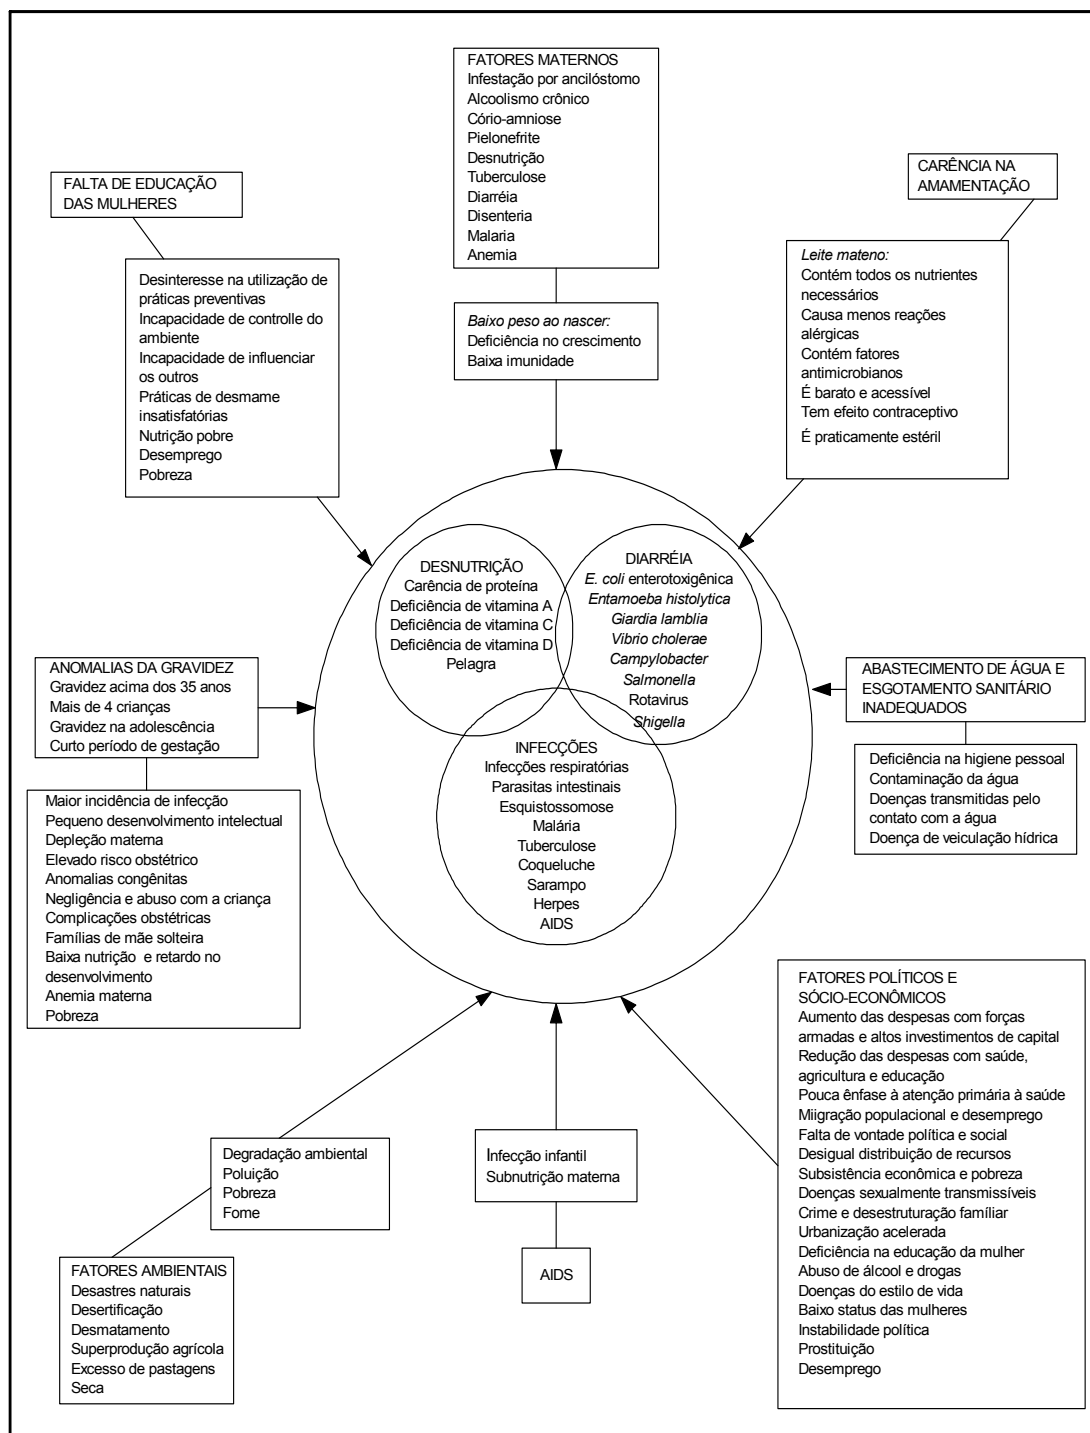 FATORES MATERNOS
Infestação por ancilóstomo
Alcoolismo crônico
Cório-amniose
Pielonefrite
Desnutrição
Tuberculose
Diarréia
Disenteria
Malaria
Anemia
Baixo peso ao nascer:
Deficiência no crescimento
Baixa imunidade
FALTA DE EDUCAÇÃO
DAS MULHERES
Desinteresse na utilização de
práticas preventivas
Incapacidade de controlle do
ambiente
Incapacidade de influenciar
os outros
Práticas de desmame
insatisfatórias
Nutrição pobre
Desemprego
Pobreza
CARÊNCIA NA
AMAMENTAÇÃO
Leite mateno:
Contém todos os nutrientes
necessários
Causa menos reações
alérgicas
Contém fatores
antimicrobianos
É barato e acessível
Tem efeito contraceptivo
É praticamente estéril
DESNUTRIÇÃO
Carência de proteína
Deficiência de vitamina A
Deficiência de vitamina C
Deficiência de vitamina D
Pelagra
DIARRÉIA
E. coli enterotoxigênica
Entamoeba histolytica
Giardia lamblia
Vibrio cholerae
Campylobacter
Salmonella
Rotavirus
Shigella
INFECÇÕES
Infecções respiratórias
Parasitas intestinais
Esquistossomose
Malária
Tuberculose
Coqueluche
Sarampo
Herpes
AIDS
ANOMALIAS DA GRAVIDEZ
Gravidez acima dos 35 anos
Mais de 4 crianças
Gravidez na adolescência
Curto período de gestação
Maior incidência de infecção
Pequeno desenvolvimento intelectual
Depleção materna
Elevado risco obstétrico
Anomalias congênitas
Negligência e abuso com a criança
Complicações obstétricas
Famílias de mãe solteira
Baixa nutrição e retardo no
desenvolvimento
Anemia materna
Pobreza
ABASTECIMENTO DE ÁGUA E
ESGOTAMENTO SANITÁRIO
INADEQUADOS
Deficiência na higiene pessoal
Contaminação da água
Doenças transmitidas pelo
contato com a água
Doença de veiculação hídrica
Degradação ambiental
Poluição
Pobreza
Fome
FATORES AMBIENTAIS
Desastres naturais
Desertificação
Desmatamento
Superprodução agrícola
Excesso de pastagens
Seca
Infecção infantil
Subnutrição materna
AIDS
FATORES POLÍTICOS E
SÓCIO-ECONÔMICOS
Aumento das despesas com forças
armadas e altos investimentos de capital
Redução das despesas com saúde,
agricultura e educação
Pouca ênfase à atenção primária à saúde
Miigração populacional e desemprego
Falta de vontade política e social
Desigual distribuição de recursos
Subsistência econômica e pobreza
Doenças sexualmente transmissíveis
Crime e desestruturação famíliar
Urbanização acelerada
Deficiência na educação da mulher
Abuso de álcool e drogas
Doenças do estilo de vida
Baixo status das mulheres
Instabilidade política
Prostituição
Desemprego